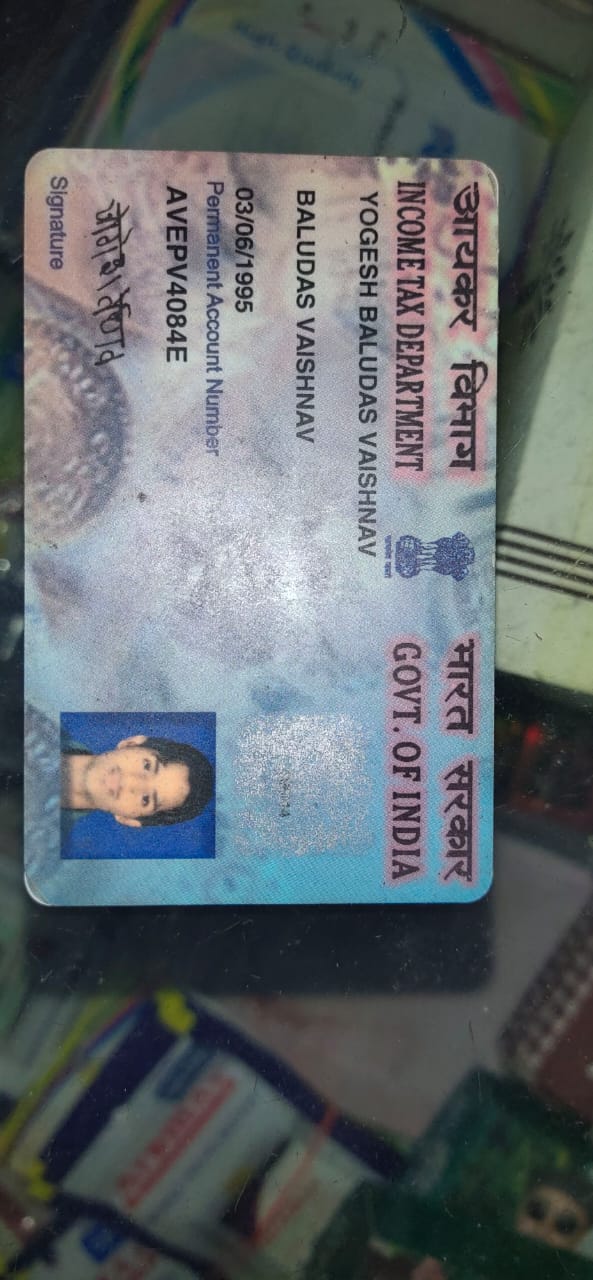 आयकर विभाग
INCOME TAX DEPARTMENT
भारत सरकार
GOVT. OF INDIA
YOGESH BALUDAS VAISHNAV
BALUDAS VAISHNAV
03/06/1995
Permanent Account Number
AVEPV4084E
Signature